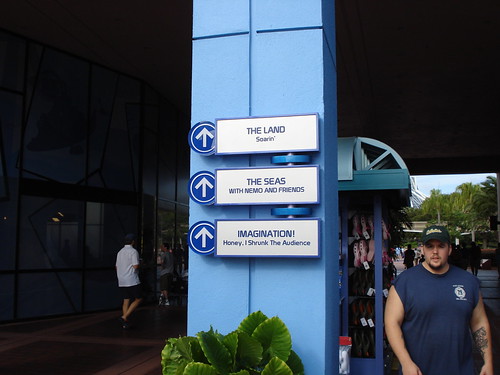 THE LAND
Soarin'
THE SEAS
WITH NEMO AND FRIENDS
IMAGINATION!
Honey, I Shrunk The Audience